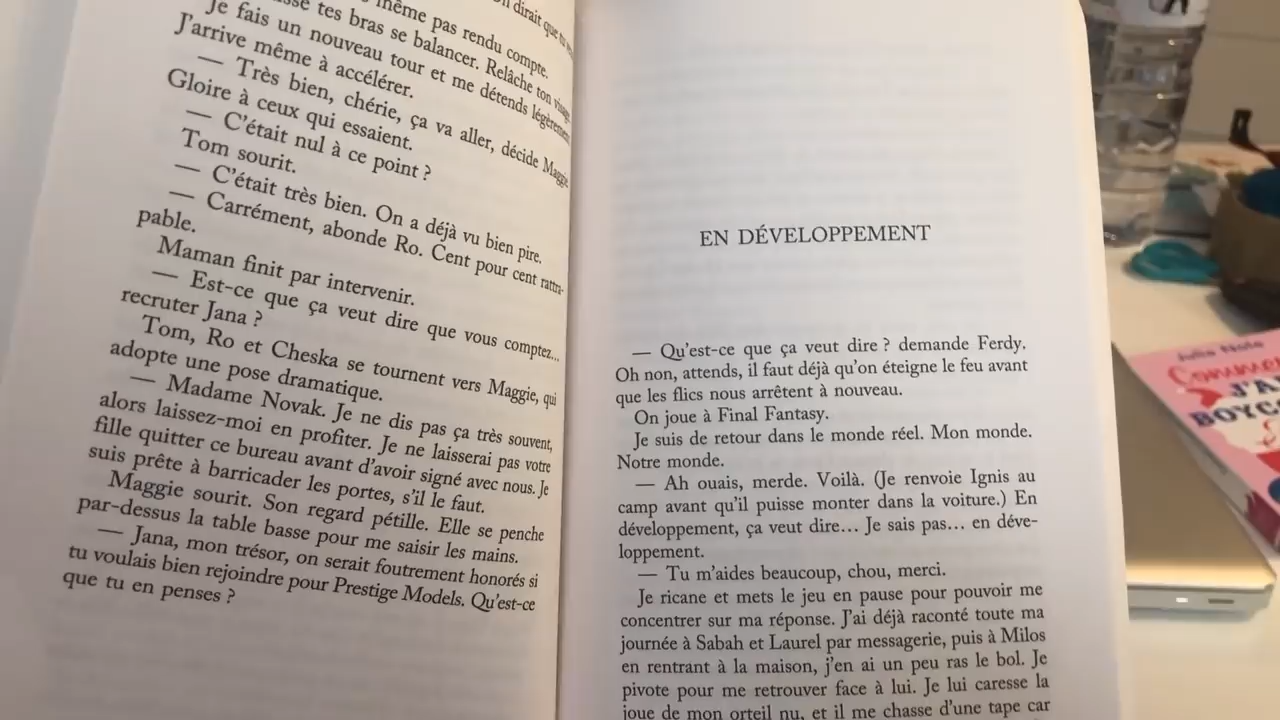 dirait que tu
même pas rendu compte.
tes bras se balancer. Relâche ton
Je fais un nouveau tour et me détends légèrement
J'arrive même à accélérer.
— Très bien, chérie, ça va aller, décide Maggie.
Gloire à ceux qui essaient.
— C'était nul à ce point ?
Tom sourit.
— C'était très bien. On a déjà vu bien pire.
— Carrément, abonde Ro. Cent pour cent rattra-
pable.
Maman finit par intervenir.
— Est-ce que ça veut dire que vous comptez...
recruter Jana ?
Tom, Ro et Cheska se tournent vers Maggie, qui
adopte une pose dramatique.
— Madame Novak. Je ne dis pas ça très souvent,
alors laissez-moi en profiter. Je ne laisserai pas votre
fille quitter ce bureau avant d'avoir signé avec nous. Je
suis prête à barricader les portes, s'il le faut.
Maggie sourit. Son regard pétille. Elle se penche
par-dessus la table basse pour me saisir les mains.
— Jana, mon trésor, on serait foutrement honorés si
tu voulais bien rejoindre pour Prestige Models. Qu'est-ce
que tu en penses ?
EN DÉVELOPPEMENT
— Qu'est-ce que ça veut dire ? demande Ferdy.
Oh non, attends, il faut déjà qu'on éteigne le feu avant
que les flics nous arrêtent à nouveau.
On joue à Final Fantasy.
Je suis de retour dans le monde réel. Mon monde.
Notre monde.
— Ah ouais, merde. Voilà. (Je renvoie Ignis au
camp avant qu'il puisse monter dans la voiture.) En
développement, ça veut dire... Je sais pas... en déve-
loppement.
— Tu m'aides beaucoup, chou, merci.
Je ricane et mets le jeu en pause pour pouvoir me
concentrer sur ma réponse. J'ai déjà raconté toute ma
journée à Sabah et Laurel par messagerie, puis à Milos
en rentrant à la maison, j'en ai un peu ras le bol. Je
pivote pour me retrouver face à lui. Je lui caresse la
joue de mon orteil nu, et il me chasse d'une tape car
J'A